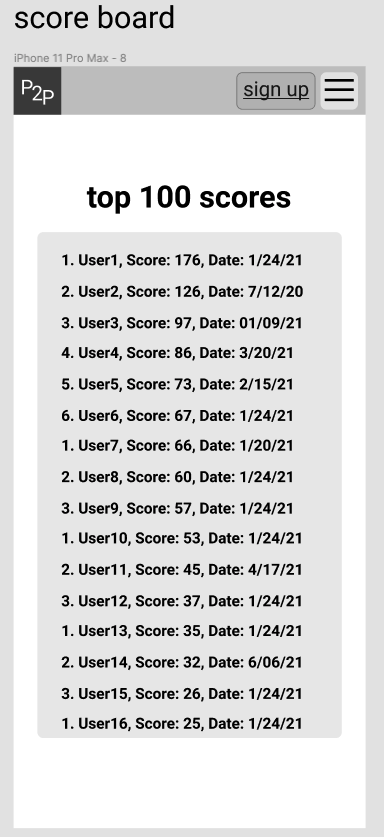 score board
iPhone 11 Pro Max - 8
P2P
sign up
top 100 scores
1. User1, Score: 176, Date: 1/24/21
2. User2, Score: 126, Date: 7/12/20
3. User3, Score: 97, Date: 01/09/21
4. User4, Score: 86, Date: 3/20/21
5. User5, Score: 73, Date: 2/15/21
6. User6, Score: 67, Date: 1/24/21
1. User7, Score: 66, Date: 1/20/21
2. User8, Score: 60, Date: 1/24/21
3. User9, Score: 57, Date: 1/24/21
1. User10, Score: 53, Date: 1/24/21
2. User11, Score: 45, Date: 4/17/21
3. User12, Score: 37, Date: 1/24/21
1. User13, Score: 35, Date: 1/24/21
2. User14, Score: 32, Date: 6/06/21
3. User15, Score: 26, Date: 1/24/21
1. User16, Score: 25, Date: 1/24/21